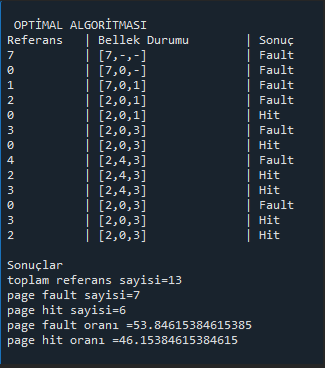 OPTİMAL ALGORİTMASI
Referans | Bellek Durumu | Sonuç
7 | [7,-,-] | Fault
0 | [7,0,-] | Fault
1 | [7,0,1] | Fault
2 | [2,0,1] | Fault
0 | [2,0,1] | Hit
3 | [2,0,3] | Fault
0 | [2,0,3] | Hit
4 | [2,4,3] | Fault
2 | [2,4,3] | Hit
3 | [2,4,3] | Hit
0 | [2,0,3] | Fault
3 | [2,0,3] | Hit
2 | [2,0,3] | Hit
Sonuçlar
toplam referans sayisi=13
page fault sayisi=7
page hit sayisi=6
page fault oranı =53.84615384615385
page hit oranı =46.15384615384615